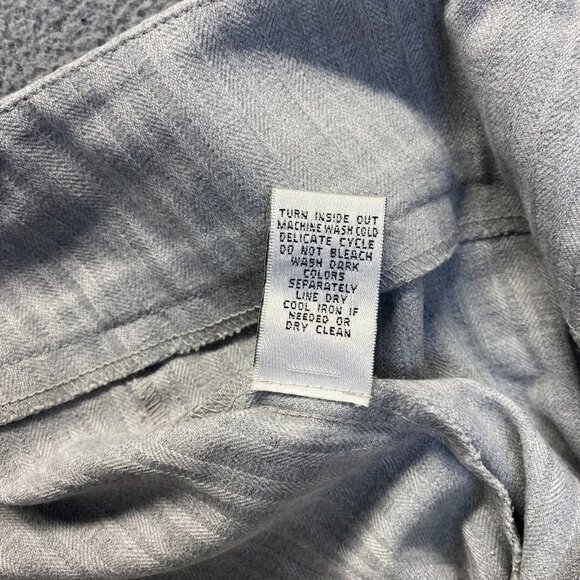 TURN INSIDE OUT
MACHINE WASH COLD
DELICATE CYCLE
DO NOT BLEACH
WASH DARK
COLORS
SEPARATELY
LINE DRY
COOL IRON IF
NEEDED OR
DRY CLEAN